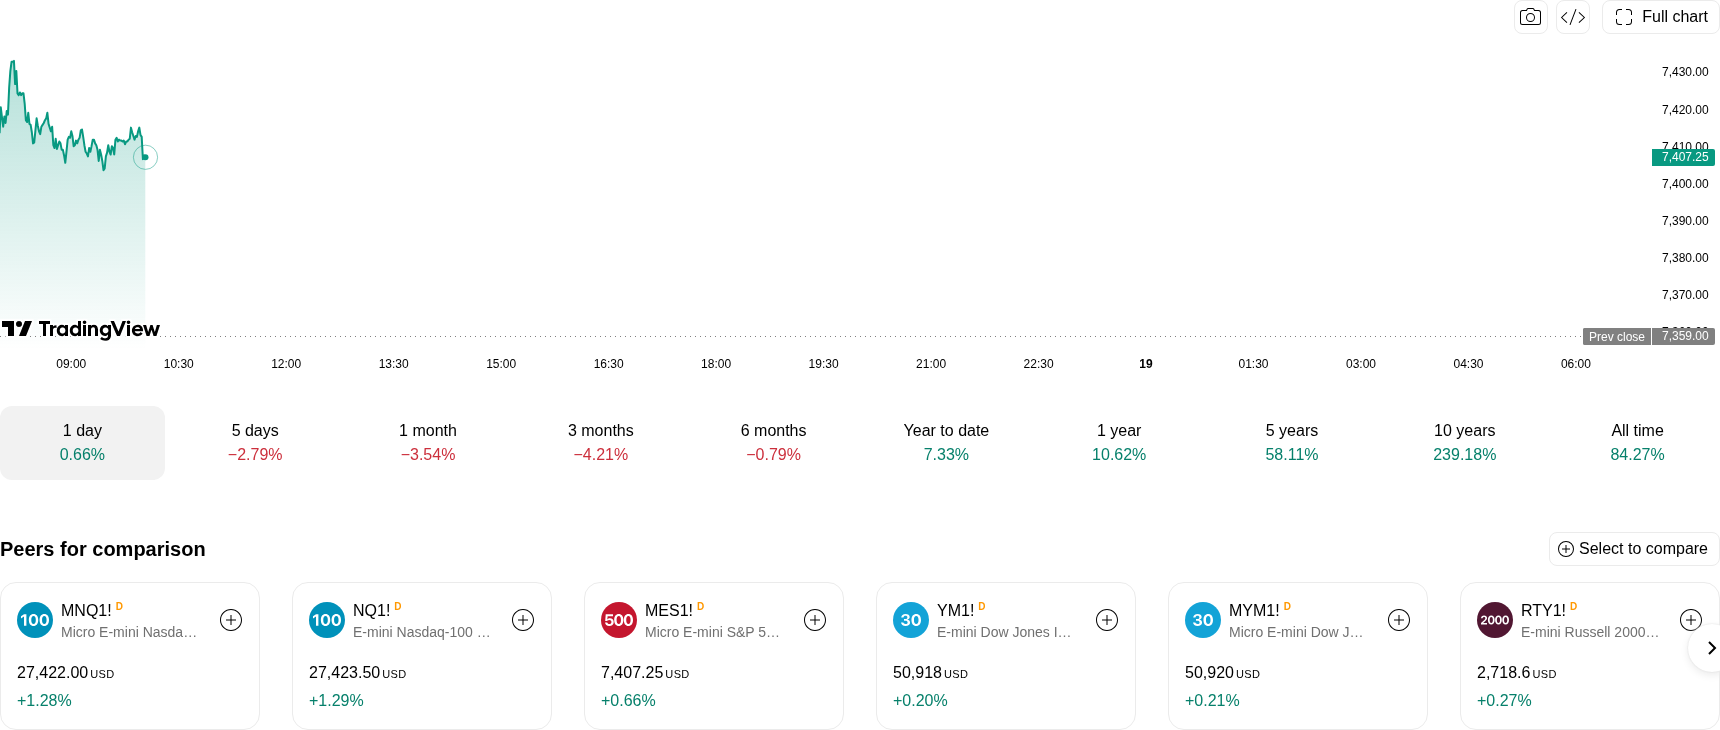 Full chart
7,430.00
7,420.00
7,410.00
7,407.25
7,400.00
7,390.00
7,380.00
7,370.00
TradingView
Prev close 7,359.00
09:00 10:30 12:00 13:30 15:00 16:30 18:00 19:30 21:00 22:30 19 01:30 03:00 04:30 06:00
1 day 5 days 1 month 3 months 6 months Year to date 1 year 5 years 10 years All time
0.66% −2.79% −3.54% −4.21% −0.79% 7.33% 10.62% 58.11% 239.18% 84.27%
Peers for comparison
Select to compare
100 MNQ1! D
Micro E-mini Nasda…
27,422.00 USD
+1.28%
100 NQ1! D
E-mini Nasdaq-100 …
27,423.50 USD
+1.29%
500 MES1! D
Micro E-mini S&P 5…
7,407.25 USD
+0.66%
30 YM1! D
E-mini Dow Jones I…
50,918 USD
+0.20%
30 MYM1! D
Micro E-mini Dow J…
50,920 USD
+0.21%
2000 RTY1! D
E-mini Russell 2000…
2,718.6 USD
+0.27%